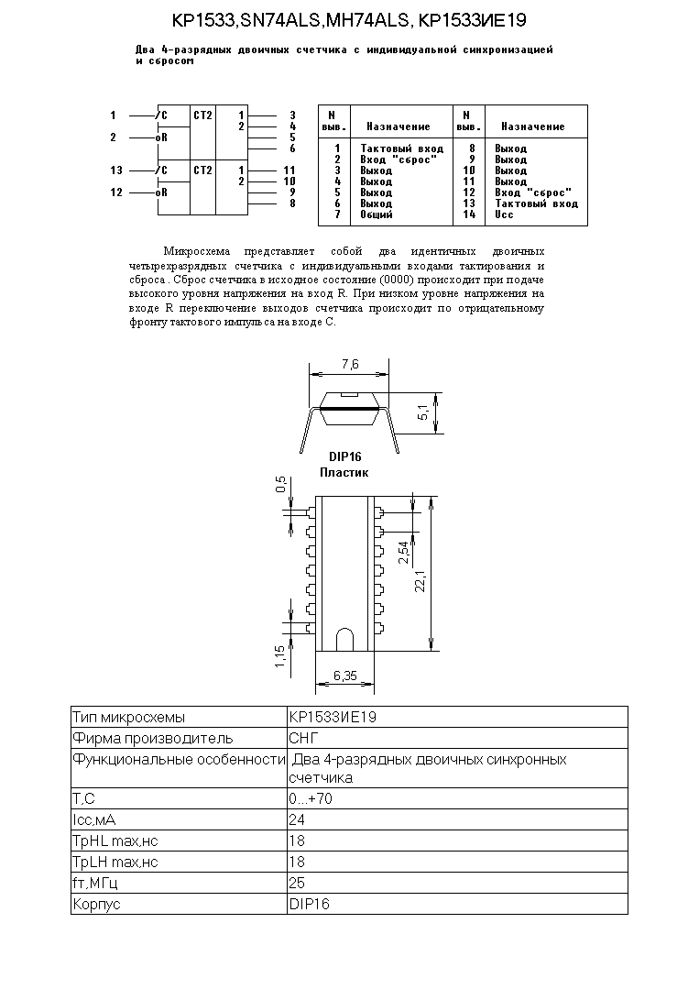 КР1533,SN74ALS,MH74ALS, КР1533ИЕ19
Два 4-разрядных двоичных счетчика с индивидуальной синхронизацией
и сбросом
1 /C CT2 1 3
2 4
2 oR 5
6
13 /C CT2 1 11
2 10
12 oR 9
8
N выв. Назначение N выв. Назначение
1 Тактовый вход 8 Выход
2 Вход "сброс" 9 Выход
3 Выход 10 Выход
4 Выход 11 Выход
5 Выход 12 Вход "сброс"
6 Выход 13 Тактовый вход
7 Общий 14 Ucc
Микросхема представляет собой два идентичных двоичных
четырехразрядных счетчика с индивидуальными входами тактирования и
сброса . Сброс счетчика в исходное состояние (0000) происходит при подаче
высокого уровня напряжения на вход R. При низком уровне напряжения на
входе R переключение выходов счетчика происходит по отрицательному
фронту тактового импульса на входе С.
7,6
5,1
DIP16
Пластик
0,5
2,54
22,1
1,15
6,35
Тип микросхемы КР1533ИЕ19
Фирма производитель СНГ
Функциональные особенности Два 4-разрядных двоичных синхронных
счетчика
T,C 0...+70
Icc,мА 24
TpHL max,нс 18
TpLH max,нс 18
fт,МГц 25
Корпус DIP16